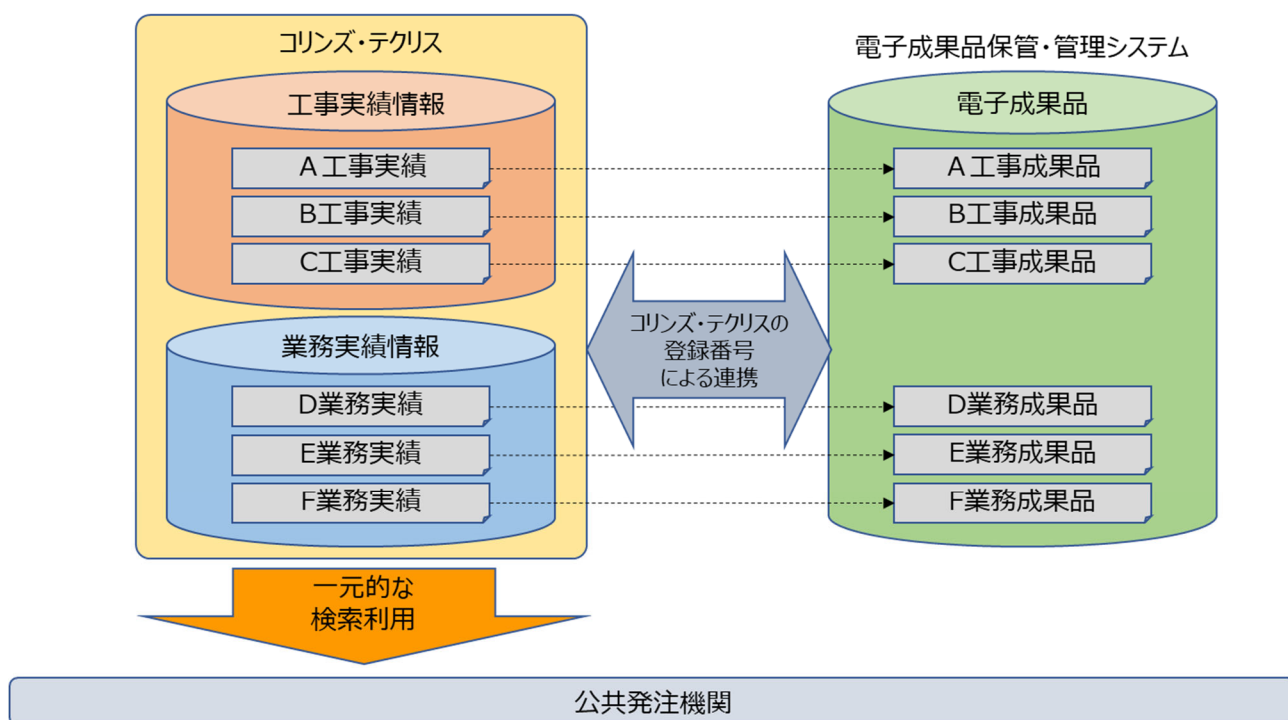 コリンズ・テクリス
工事実績情報
A工事実績
B工事実績
C工事実績
業務実績情報
D業務実績
E業務実績
F業務実績
コリンズ・テクリスの
登録番号
による連携
電子成果品保管・管理システム
電子成果品
A工事成果品
B工事成果品
C工事成果品
D業務成果品
E業務成果品
F業務成果品
一元的な
検索利用
公共発注機関